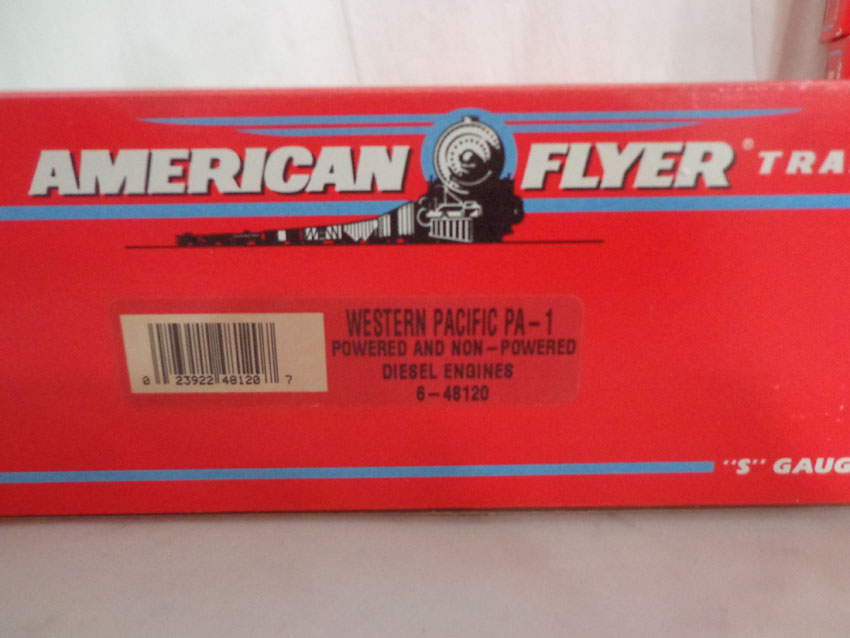 AMERICAN FLYER® TRA
WESTERN PACIFIC PA-1
POWERED AND NON-POWERED
DIESEL ENGINES
6-48120
0 23922 48120 7
"S" GAUG